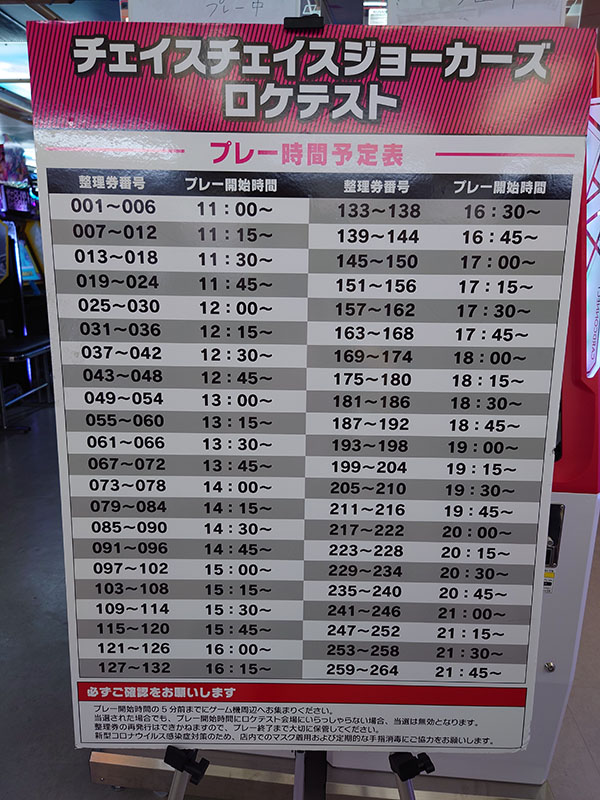 プレー中
チェイスチェイスジョーカーズ
ロケテスト
プレー時間予定表
整理券番号 プレー開始時間 整理券番号 プレー開始時間
001～006 11：00～ 133～138 16：30～
007～012 11：15～ 139～144 16：45～
013～018 11：30～ 145～150 17：00～
019～024 11：45～ 151～156 17：15～
025～030 12：00～ 157～162 17：30～
031～036 12：15～ 163～168 17：45～
037～042 12：30～ 169～174 18：00～
043～048 12：45～ 175～180 18：15～
049～054 13：00～ 181～186 18：30～
055～060 13：15～ 187～192 18：45～
061～066 13：30～ 193～198 19：00～
067～072 13：45～ 199～204 19：15～
073～078 14：00～ 205～210 19：30～
079～084 14：15～ 211～216 19：45～
085～090 14：30～ 217～222 20：00～
091～096 14：45～ 223～228 20：15～
097～102 15：00～ 229～234 20：30～
103～108 15：15～ 235～240 20：45～
109～114 15：30～ 241～246 21：00～
115～120 15：45～ 247～252 21：15～
121～126 16：00～ 253～258 21：30～
127～132 16：15～ 259～264 21：45～
必ずご確認をお願いします
プレー開始時間の5分前までにゲーム機周辺へお集まりください。
当選された場合でも、プレー開始時間にロケテスト会場にいらっしゃらない場合、当選は無効となります。
整理券の再発行はできかねますので、プレー終了まで大切に保管してください。
新型コロナウイルス感染症対策のため、店内でのマスク着用および定期的な手指消毒にご協力をお願いします。